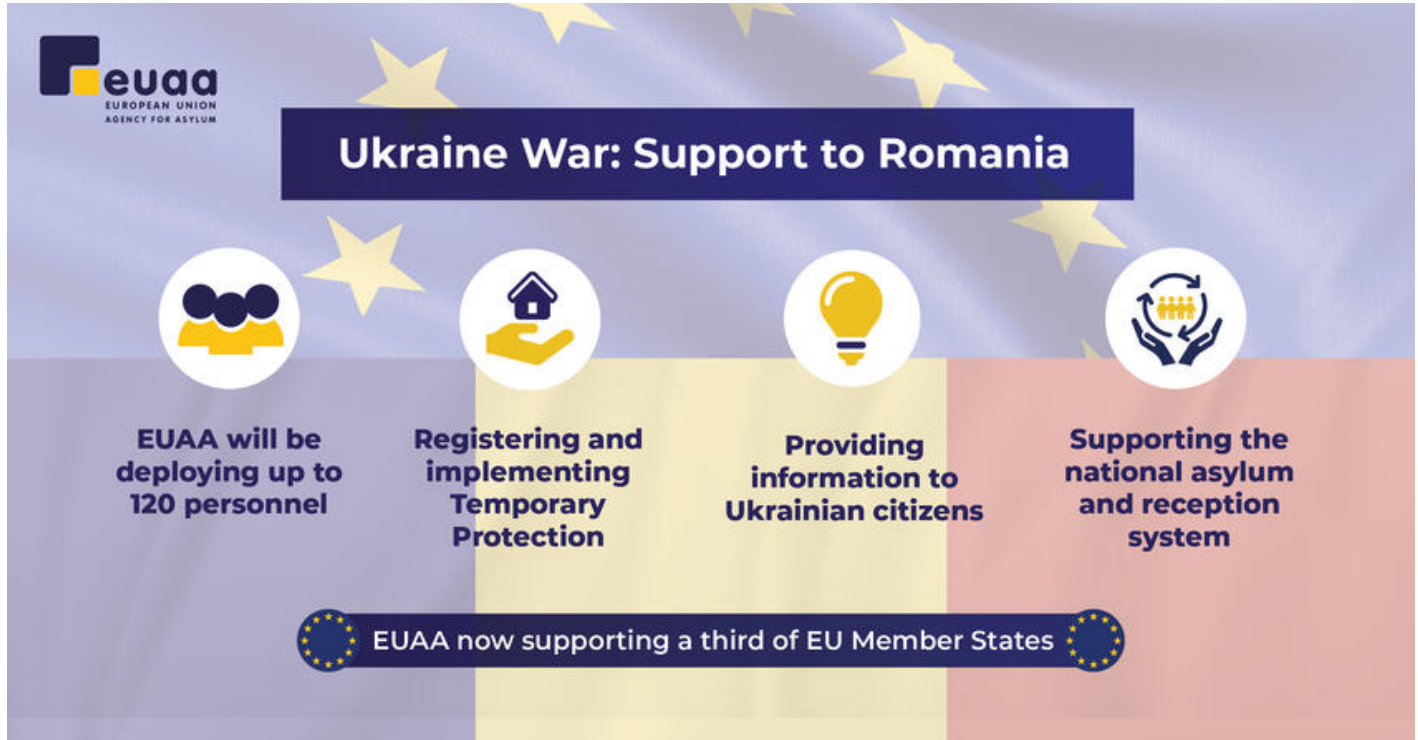 euaa
EUROPEAN UNION
AGENCY FOR ASYLUM
Ukraine War: Support to Romania
EUAA will be
deploying up to
120 personnel
Registering and
implementing
Temporary
Protection
Providing
information to
Ukrainian citizens
Supporting the
national asylum
and reception
system
EUAA now supporting a third of EU Member States